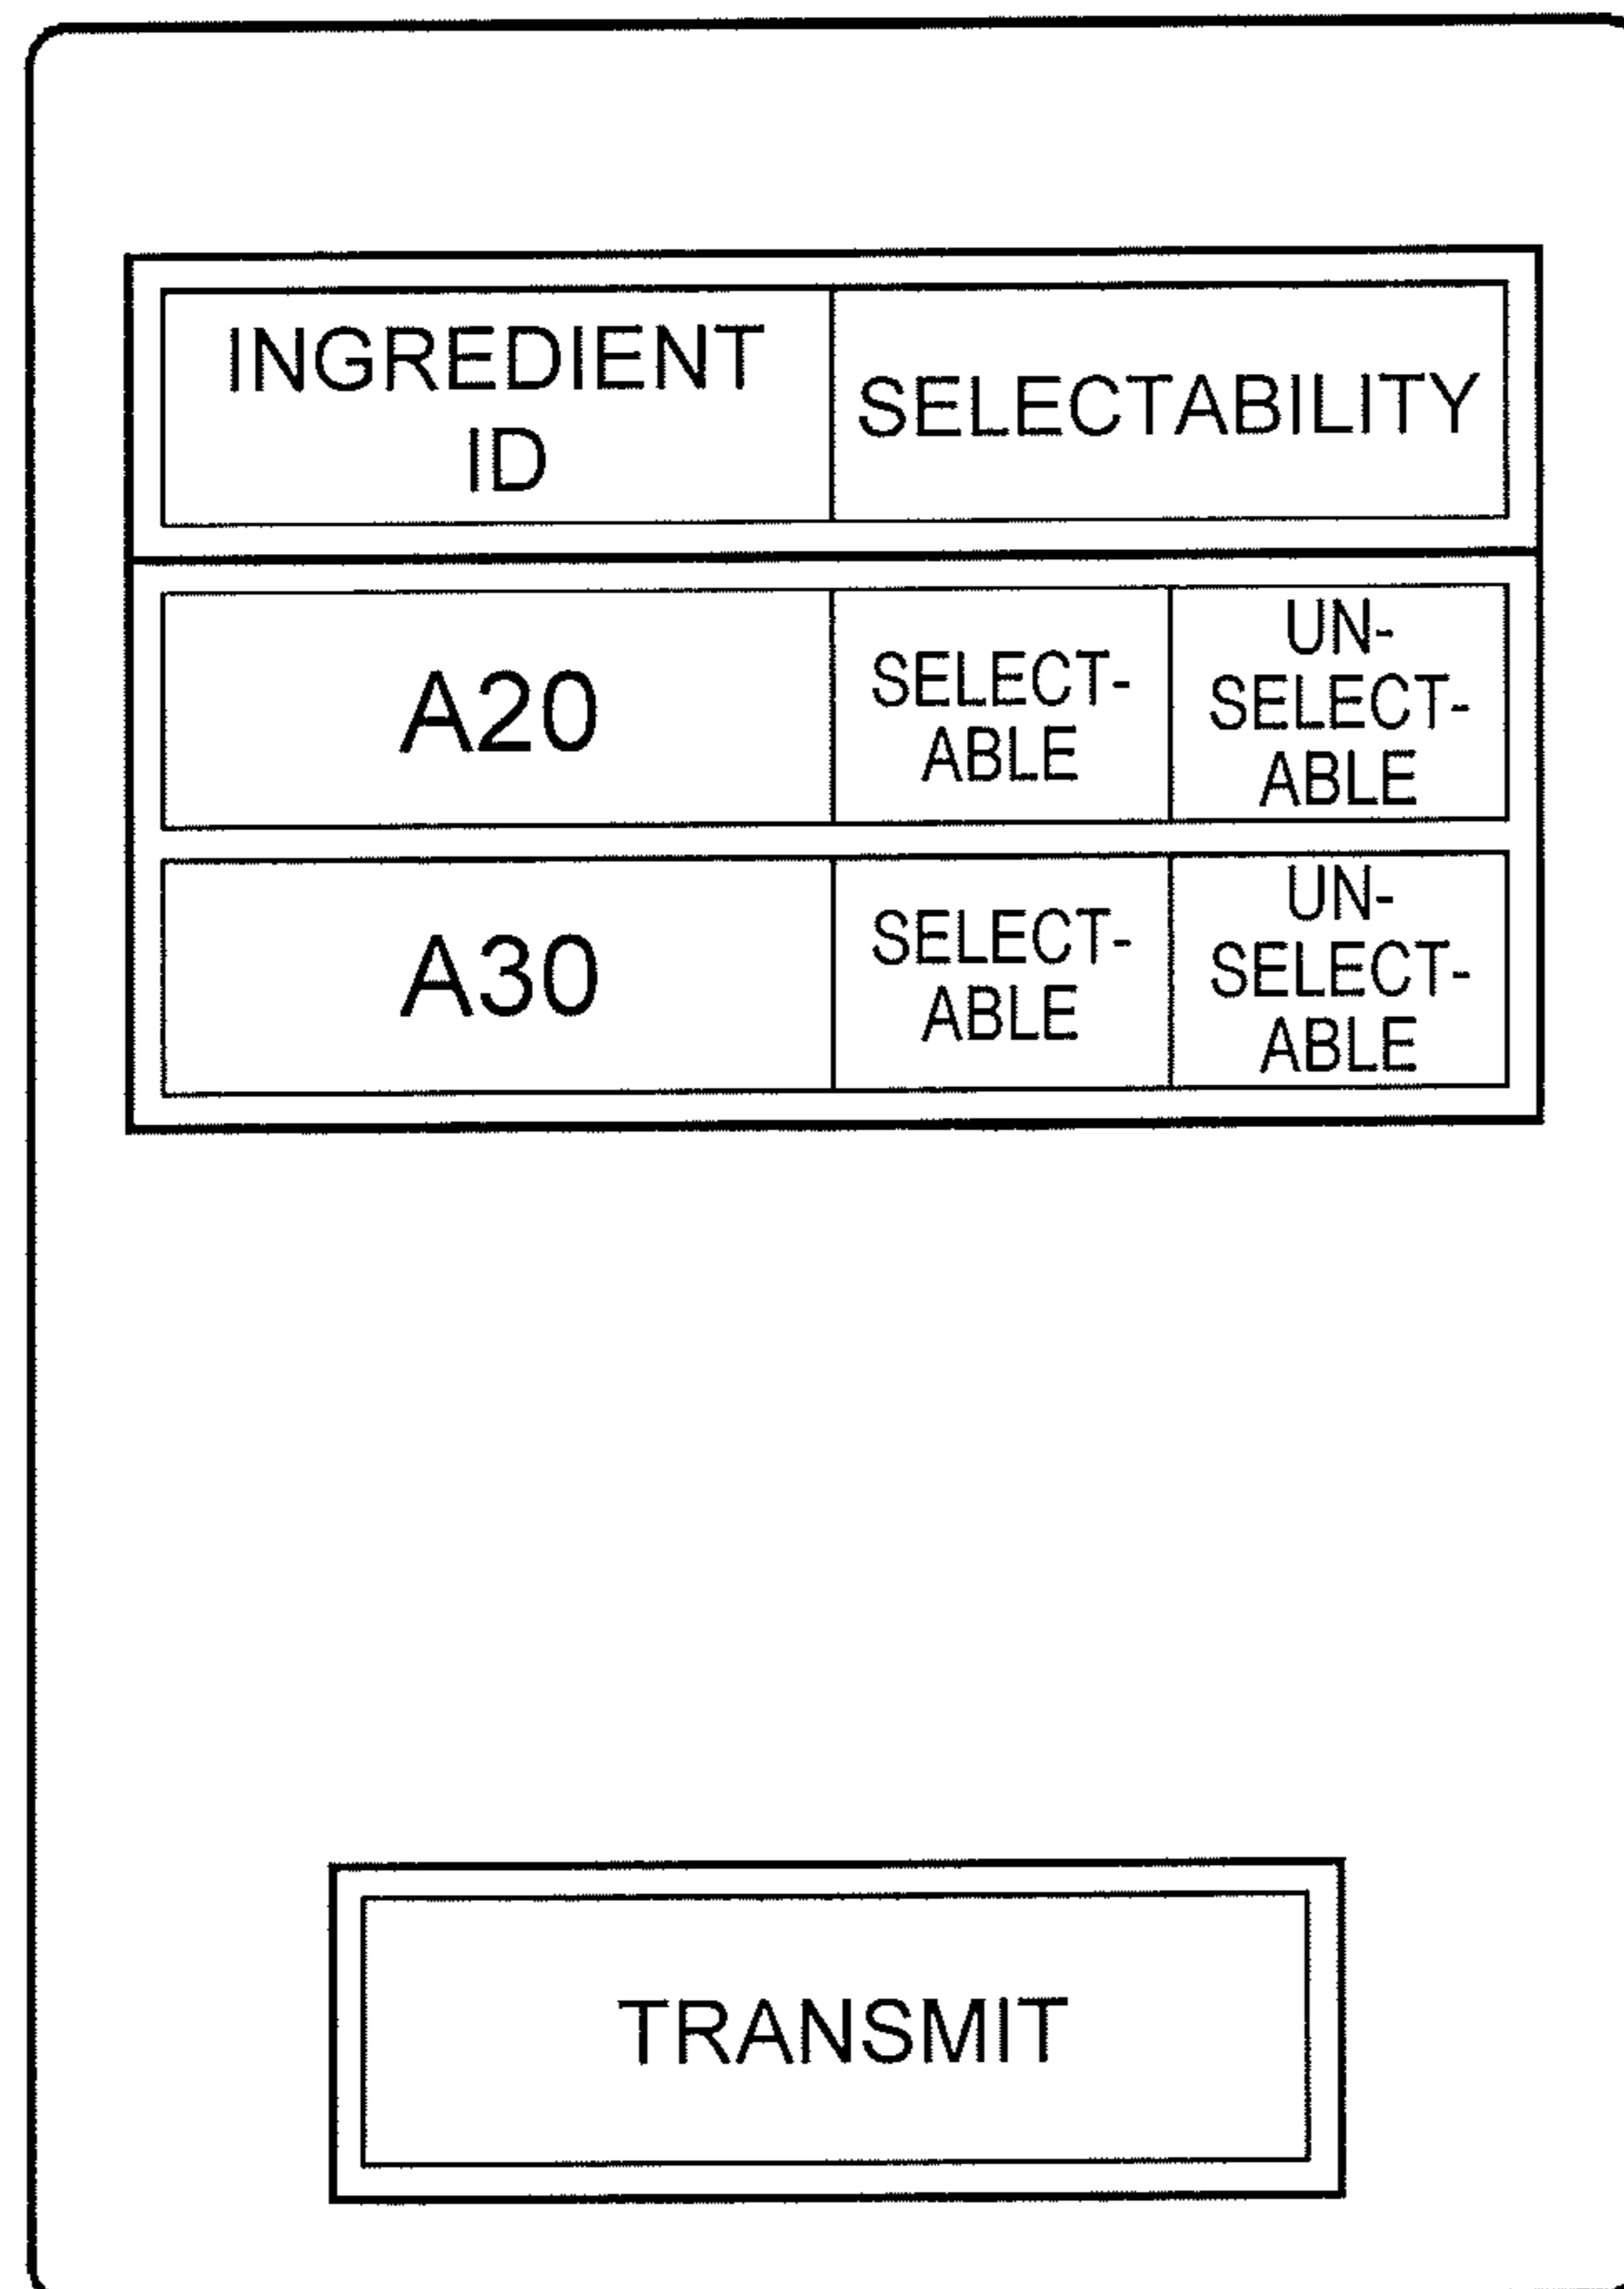 INGREDIENT
ID
SELECTABILITY
A20
SELECT-
ABLE
UN-
SELECT-
ABLE
A30
SELECT-
ABLE
UN-
SELECT-
ABLE
TRANSMIT